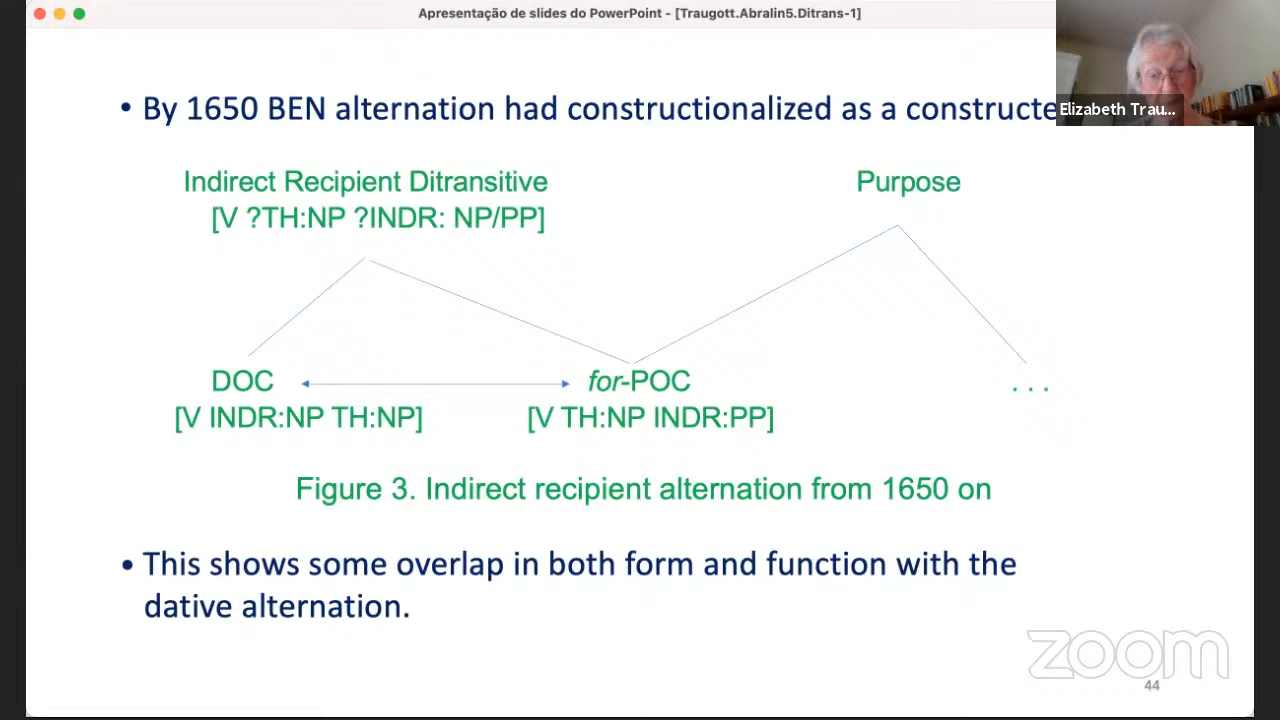 Apresentação de slides do PowerPoint - [Traugott.Abralin5.Ditrans-1]
• By 1650 BEN alternation had constructionalized as a constructe
Elizabeth Trau...
Indirect Recipient Ditransitive
Purpose
[V ?TH:NP ?INDR: NP/PP]
DOC
for-POC
. . .
[V INDR:NP TH:NP]
[V TH:NP INDR:PP]
Figure 3. Indirect recipient alternation from 1650 on
• This shows some overlap in both form and function with the
dative alternation.
zoom
44